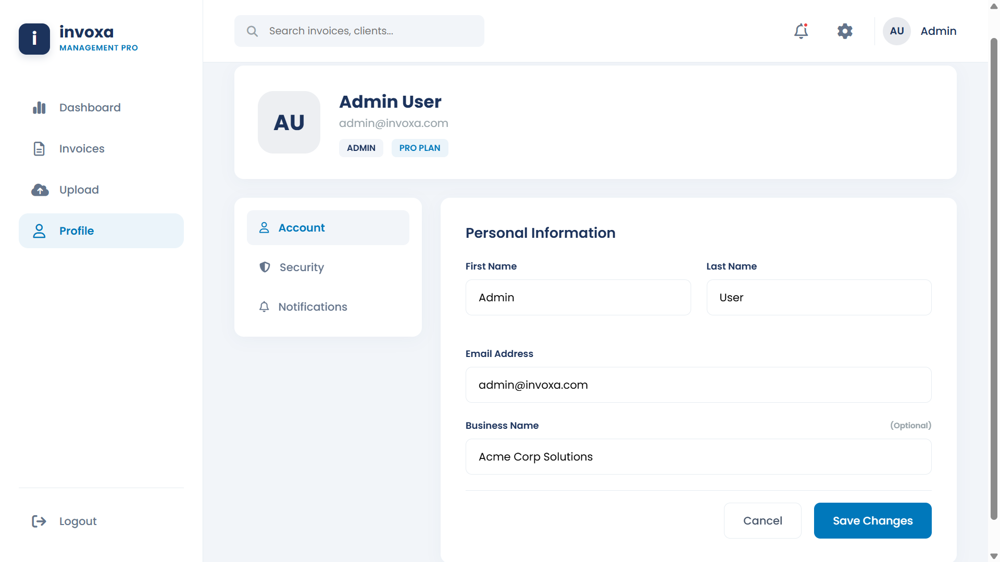 i
invoxa
MANAGEMENT PRO
Dashboard
Invoices
Upload
Profile
Logout
Search invoices, clients...
AU
Admin
AU
Admin User
admin@invoxa.com
ADMIN
PRO PLAN
Account
Security
Notifications
Personal Information
First Name
Last Name
Admin
User
Email Address
admin@invoxa.com
Business Name
(Optional)
Acme Corp Solutions
Cancel
Save Changes